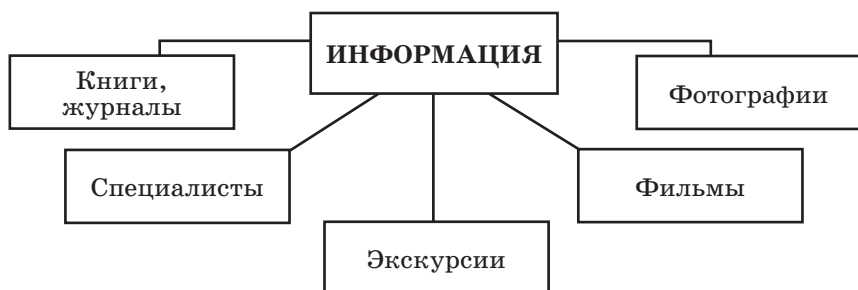 ИНФОРМАЦИЯ
Книги,
журналы
Фотографии
Специалисты
Фильмы
Экскурсии